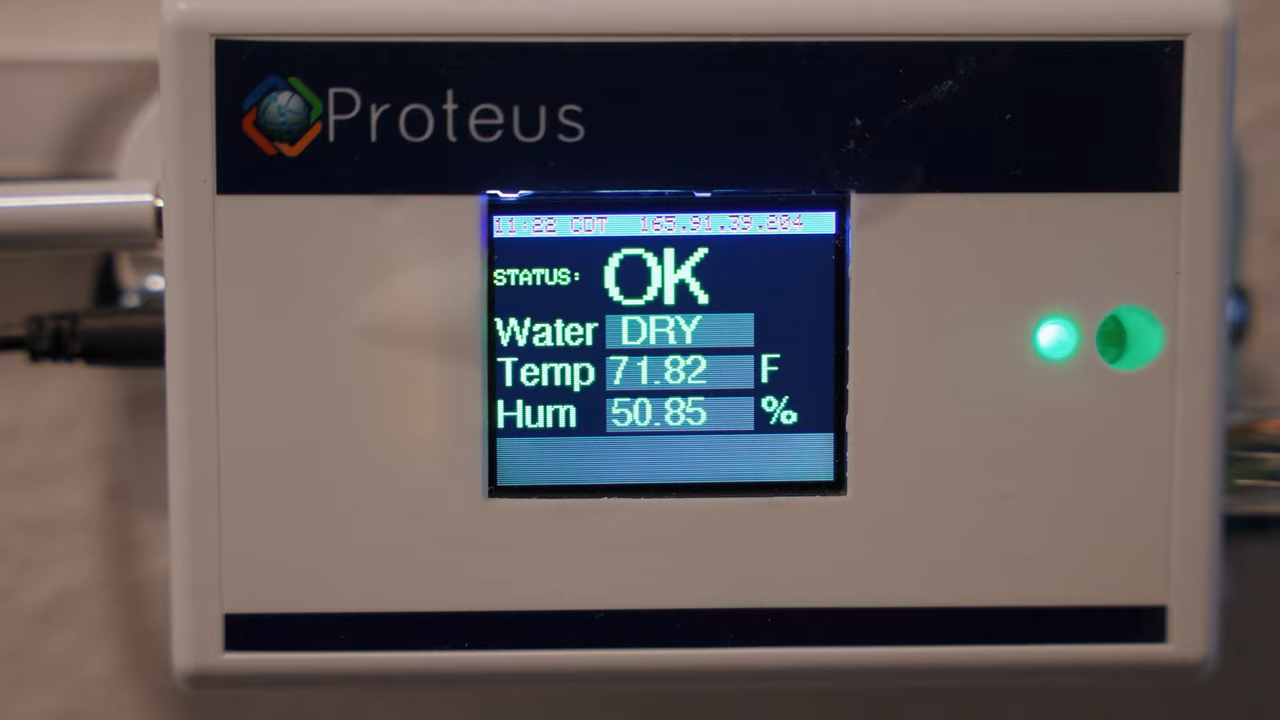 Proteus
11:22 CDT 165.91.39.204
STATUS: OK
Water DRY
Temp 71.82 F
Hum 50.85 %